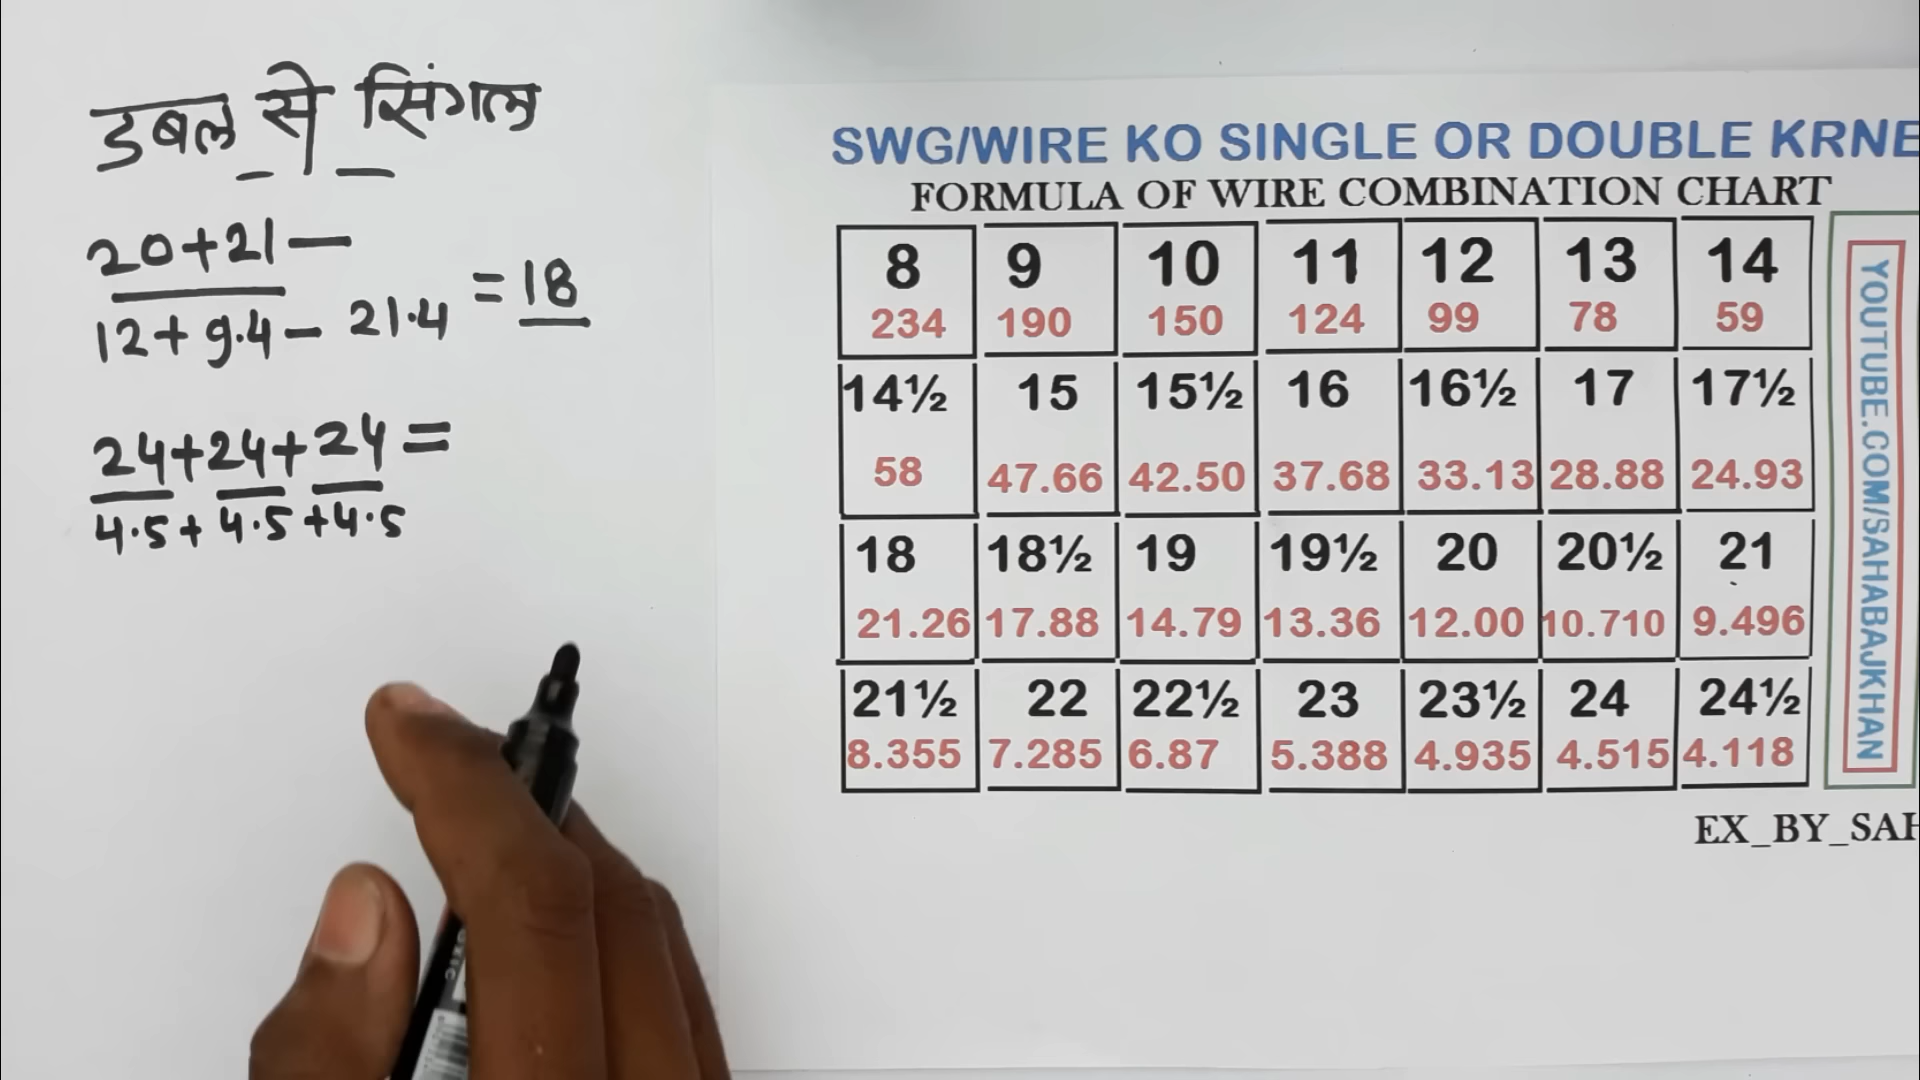 डबल से सिंगल
20+21—
12+9.4— 21.4 = 18
24+24+24=
4.5+4.5+4.5
SWG/WIRE KO SINGLE OR DOUBLE KRNE
FORMULA OF WIRE COMBINATION CHART
8 9 10 11 12 13 14
234 190 150 124 99 78 59
14½ 15 15½ 16 16½ 17 17½
58 47.66 42.50 37.68 33.13 28.88 24.93
18 18½ 19 19½ 20 20½ 21
21.26 17.88 14.79 13.36 12.00 10.710 9.496
21½ 22 22½ 23 23½ 24 24½
8.355 7.285 6.87 5.388 4.935 4.515 4.118
YOUTUBE.COM/SAHABAJKHAN
EX_BY_SAH